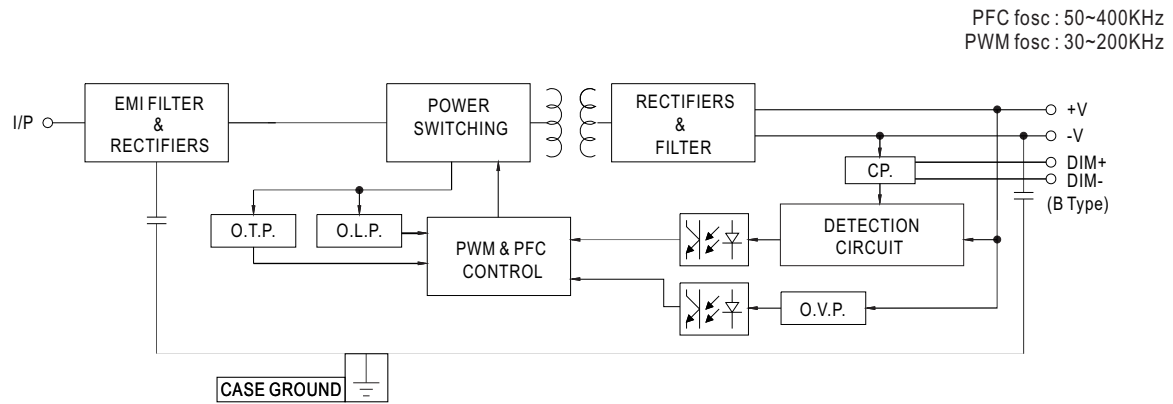 PFC fosc : 50~400KHz
PWM fosc : 30~200KHz
I/P
EMI FILTER
&
RECTIFIERS
POWER
SWITCHING
RECTIFIERS
&
FILTER
+V
-V
DIM+
DIM-
(B Type)
CP.
O.T.P.
O.L.P.
PWM & PFC
CONTROL
DETECTION
CIRCUIT
O.V.P.
CASE GROUND